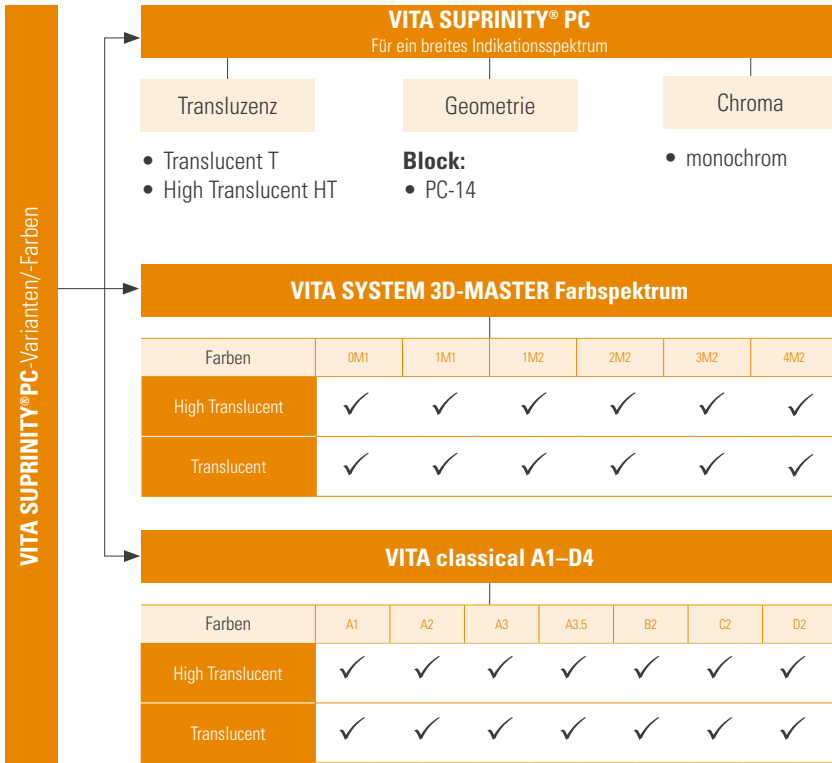 VITA SUPRINITY® PC-Varianten/-Farben
VITA SUPRINITY® PC
Für ein breites Indikationsspektrum
Transluzenz
• Translucent T
• High Translucent HT
Geometrie
Block:
• PC-14
Chroma
• monochrom
VITA SYSTEM 3D-MASTER Farbspektrum
Farben 0M1 1M1 1M2 2M2 3M2 4M2
High Translucent ✓ ✓ ✓ ✓ ✓ ✓
Translucent ✓ ✓ ✓ ✓ ✓ ✓
VITA classical A1–D4
Farben A1 A2 A3 A3.5 B2 C2 D2
High Translucent ✓ ✓ ✓ ✓ ✓ ✓ ✓
Translucent ✓ ✓ ✓ ✓ ✓ ✓ ✓